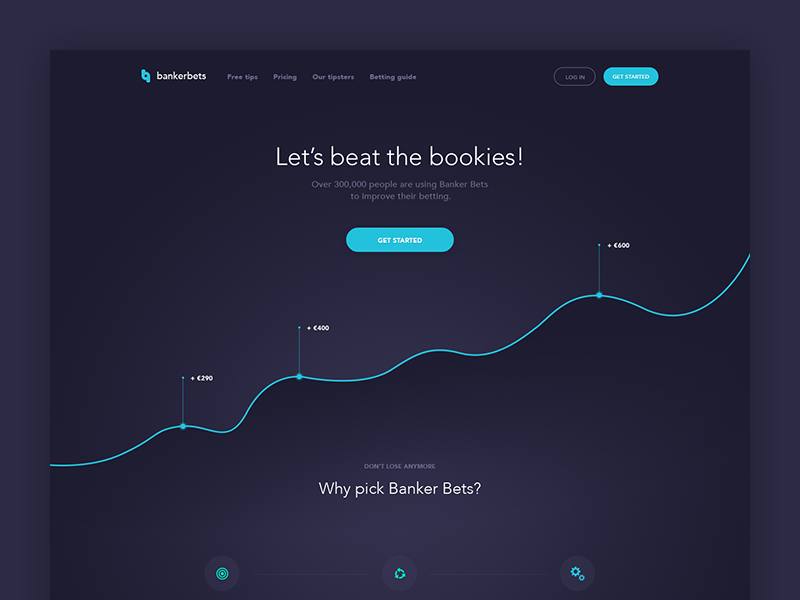 bankerbets
Free tips
Pricing
Our tipsters
Betting guide
LOG IN
GET STARTED
Let's beat the bookies!
Over 300,000 people are using Banker Bets
to improve their betting.
GET STARTED
+ €600
+ €400
+ €290
DON'T LOSE ANYMORE
Why pick Banker Bets?